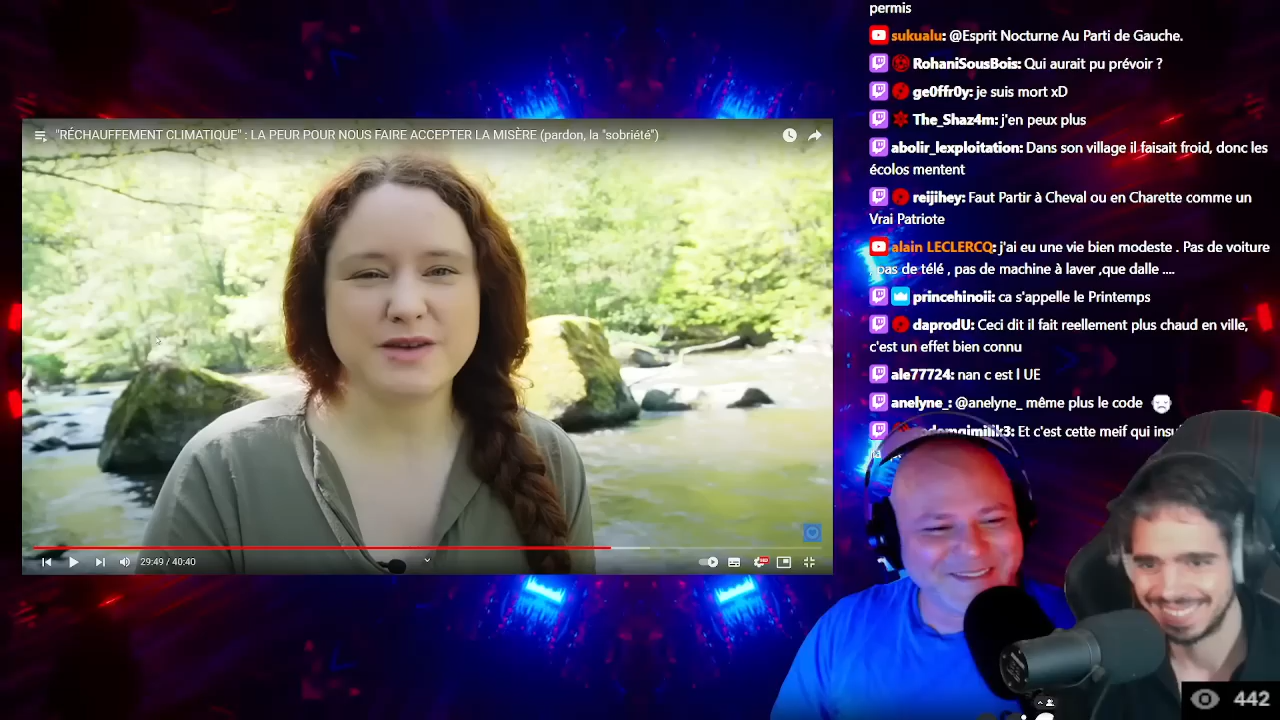 "RÉCHAUFFEMENT CLIMATIQUE" : LA PEUR POUR NOUS FAIRE ACCEPTER LA MISÈRE (pardon, la "sobriété")
29:49 / 40:40
permis
sukualu: @Esprit Nocturne Au Parti de Gauche.
RohaniSousBois: Qui aurait pu prévoir ?
ge0ffr0y: je suis mort xD
The_Shaz4m: j'en peux plus
abolir_lexploitation: Dans son village il faisait froid, donc les
écolos mentent
reijihey: Faut Partir à Cheval ou en Charette comme un
Vrai Patriote
alain LECLERCQ: j'ai eu une vie bien modeste . Pas de voiture
, pas de télé , pas de machine à laver ,que dalle ....
princehinoii: ca s'appelle le Printemps
daprodU: Ceci dit il fait reellement plus chaud en ville,
c'est un effet bien connu
ale77724: nan c est l UE
anelyne_: @anelyne_ même plus le code
Et c'est cette meif qui
442